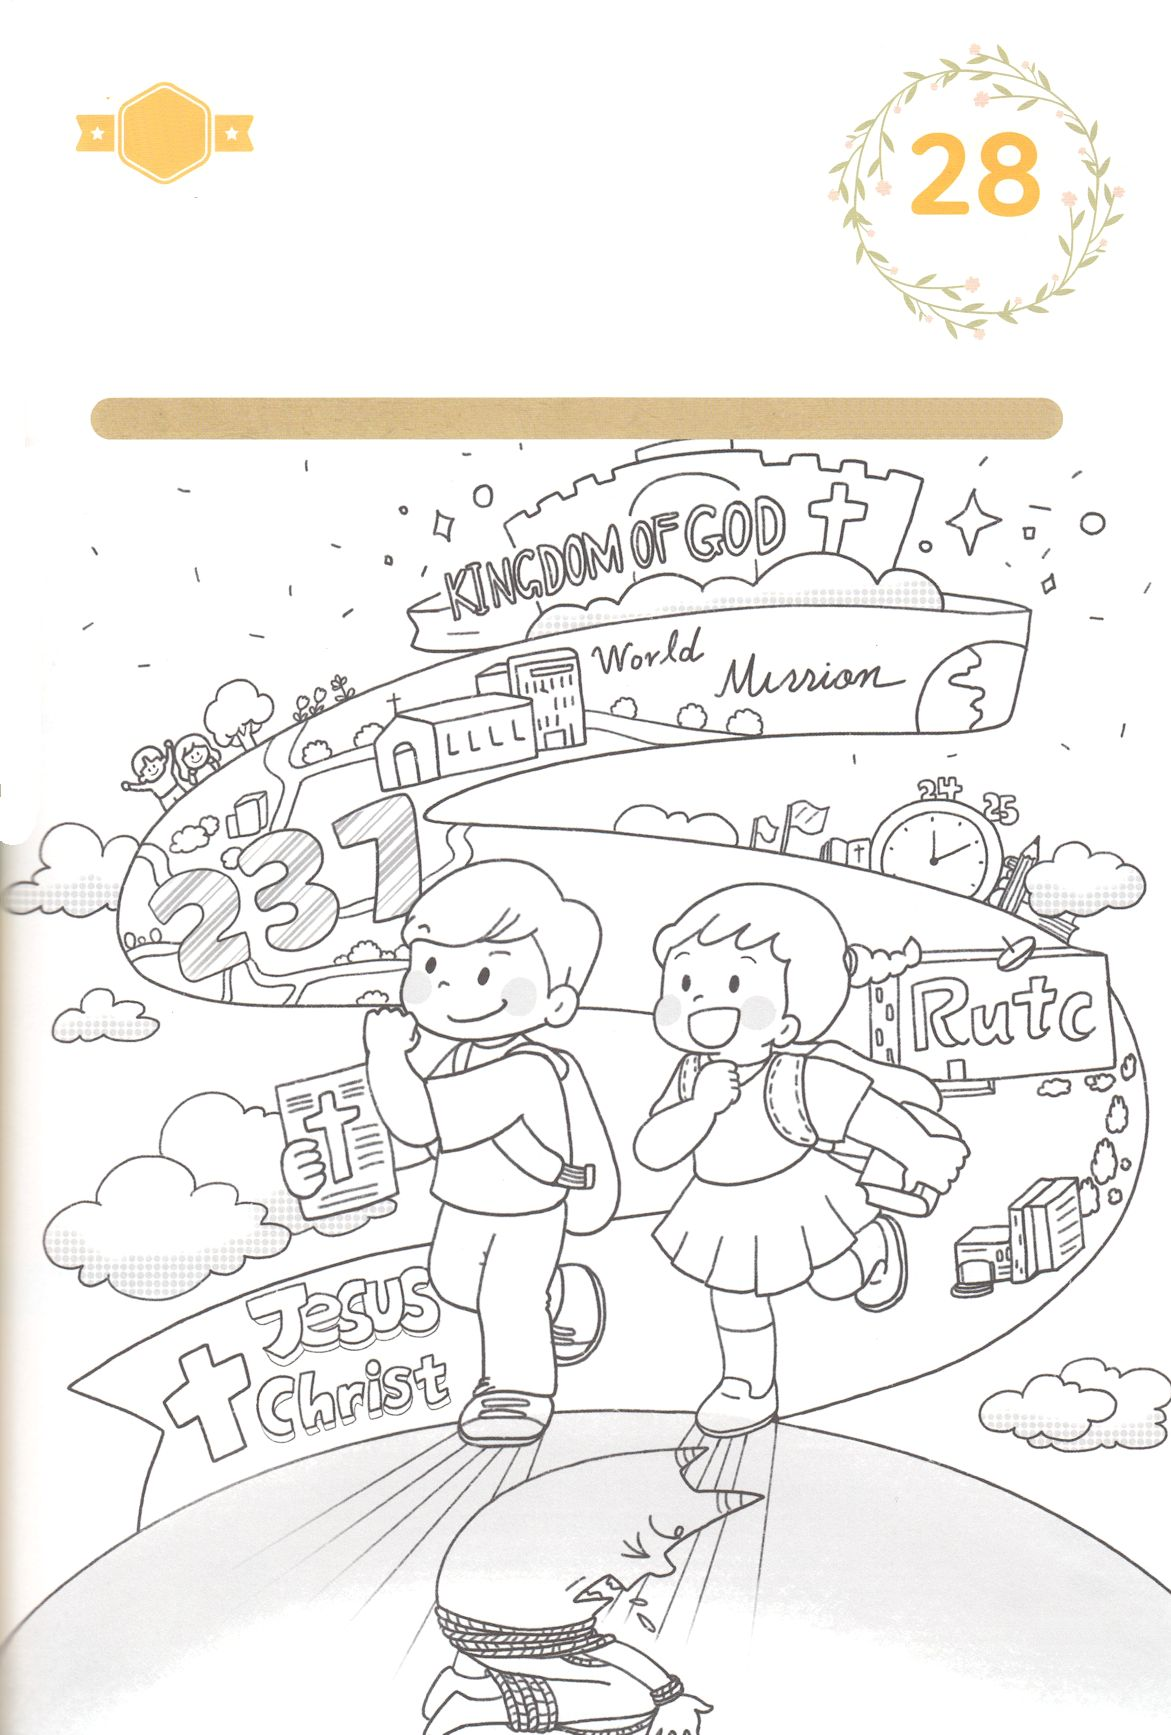 28
KINGDOM OF GOD
World
Mission
24
25
237
Rutc
Jesus
Christ